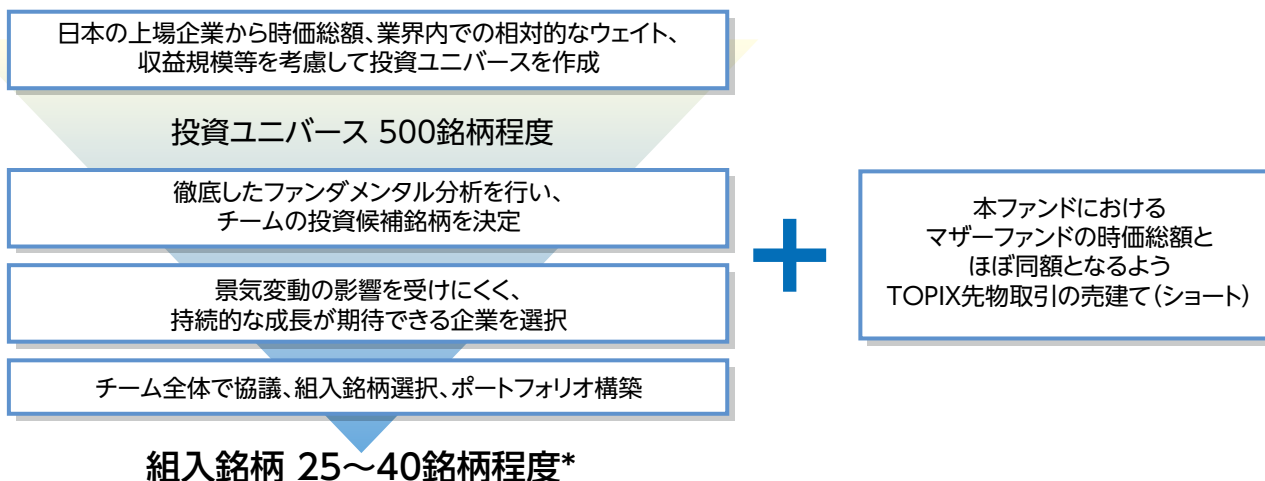 日本の上場企業から時価総額、業界内での相対的なウェイト、
収益規模等を考慮して投資ユニバースを作成
投資ユニバース 500銘柄程度
徹底したファンダメンタル分析を行い、
チームの投資候補銘柄を決定
景気変動の影響を受けにくく、
持続的な成長が期待できる企業を選択
チーム全体で協議、組入銘柄選択、ポートフォリオ構築
組入銘柄 25～40銘柄程度*
+
本ファンドにおける
マザーファンドの時価総額と
ほぼ同額となるよう
TOPIX先物取引の売建て（ショート）